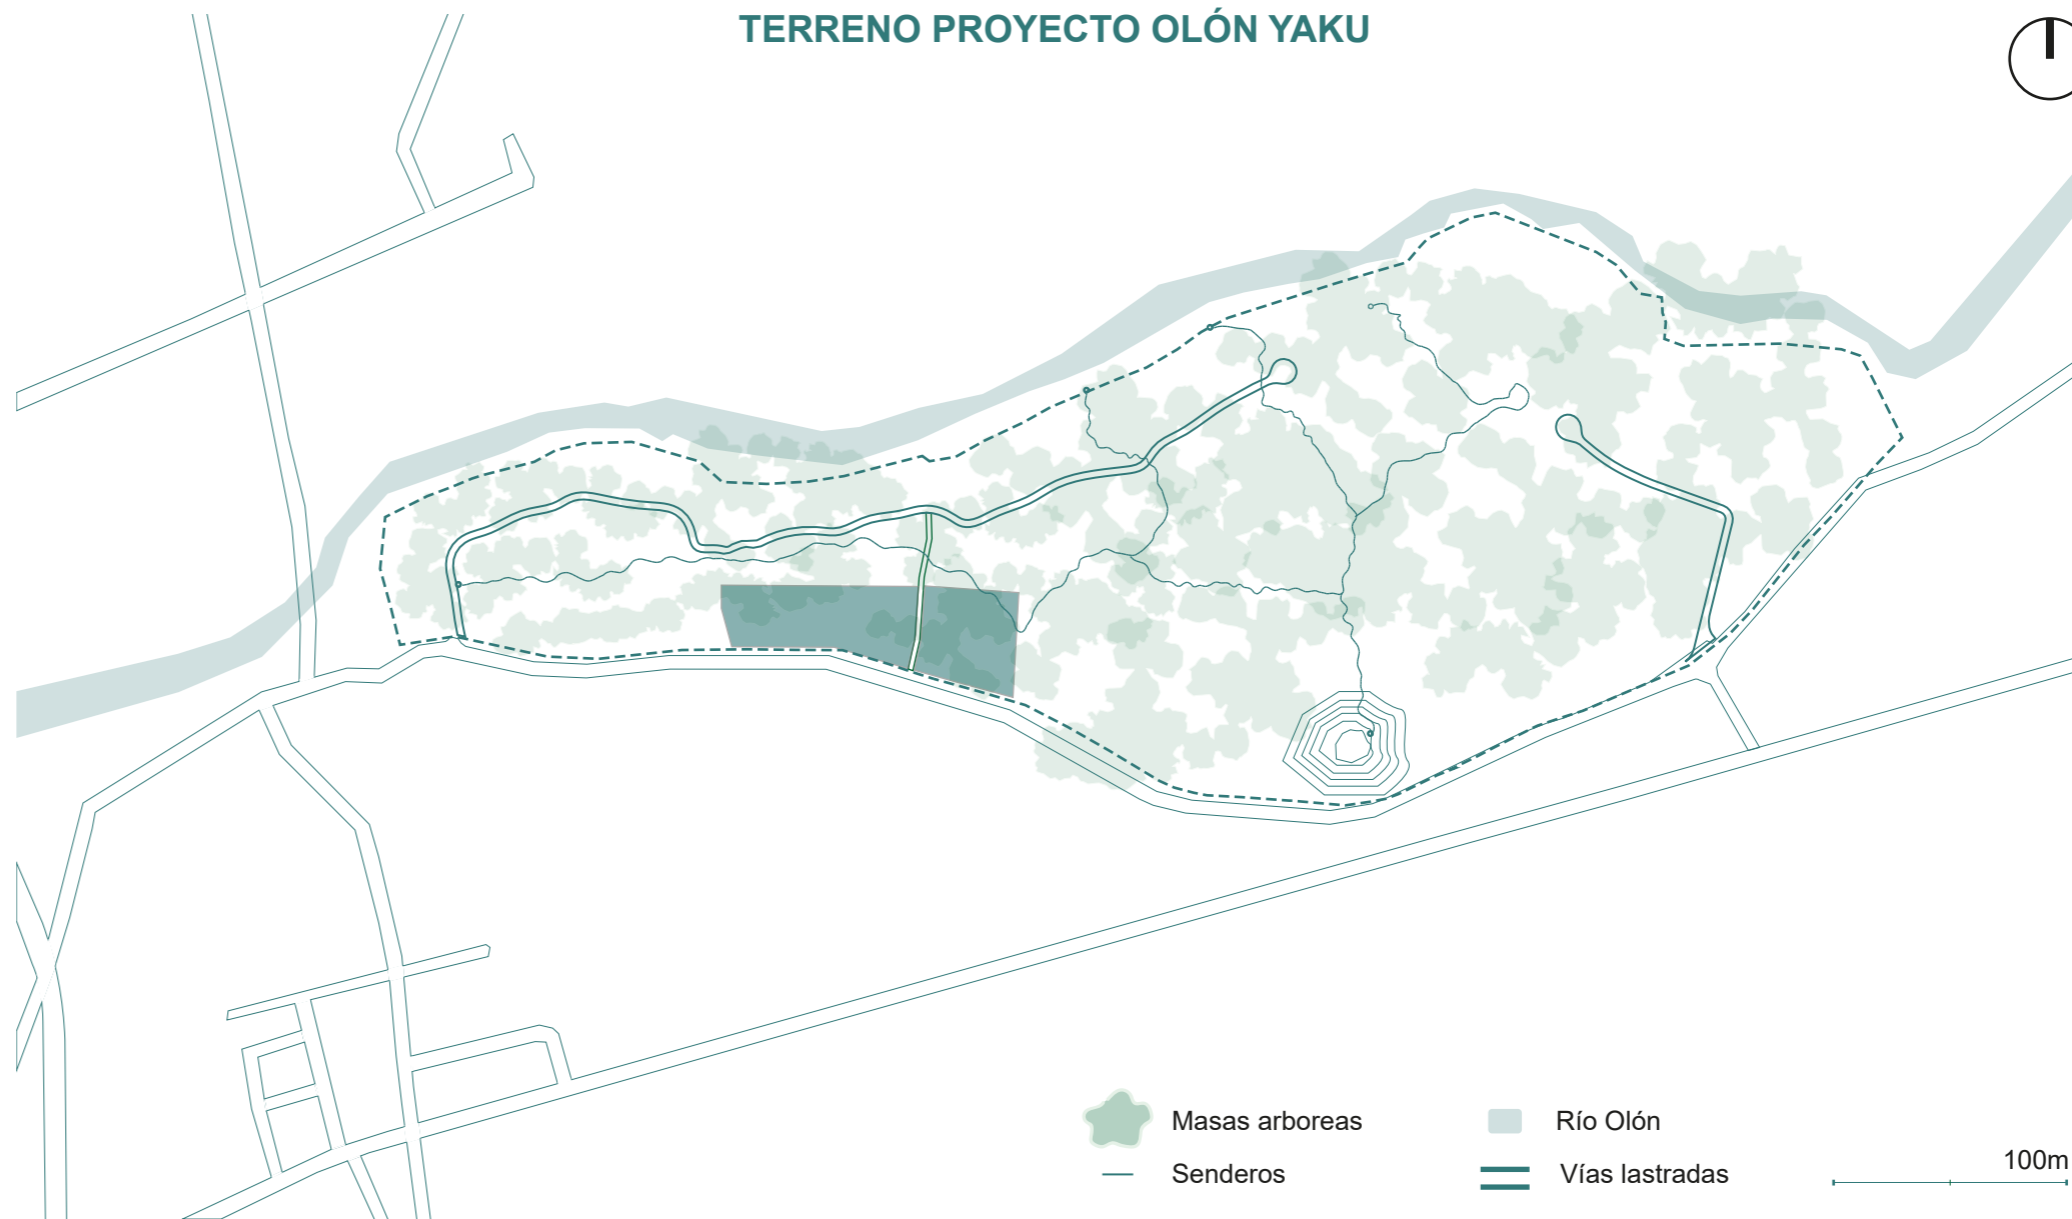 TERRENO PROYECTO OLÓN YAKU
Masas arboreas
Río Olón
Senderos
Vías lastradas
100m